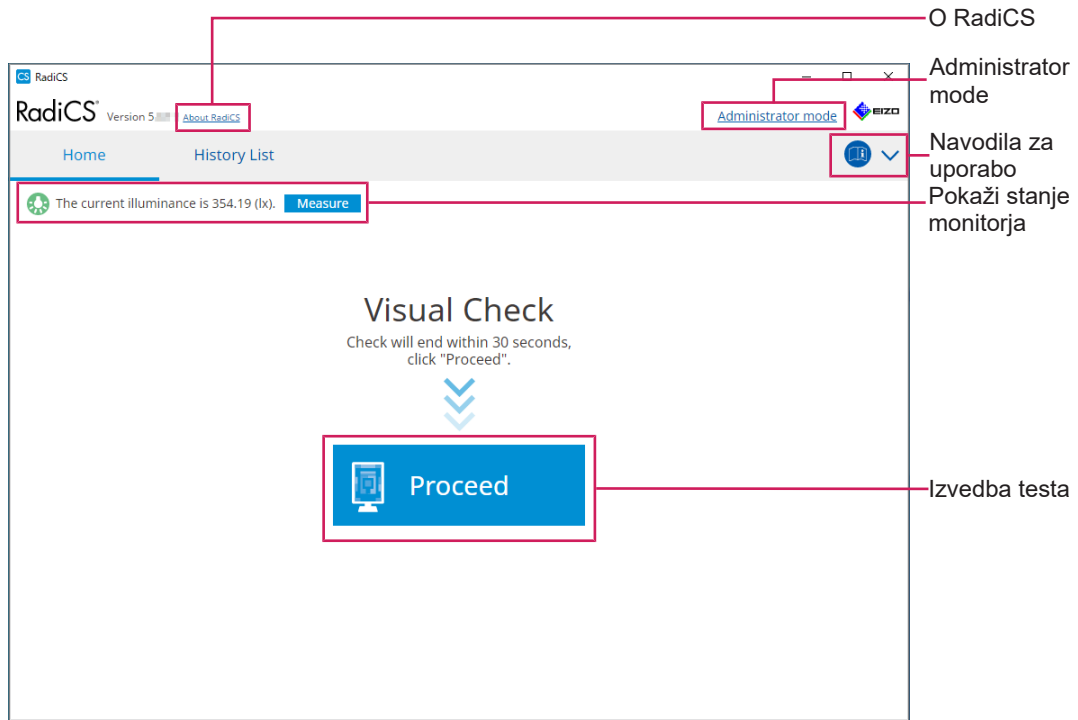 O RadiCS
CS RadiCS
Administrator
mode
RadiCS® Version 5. About RadiCS
Administrator mode
EIZO
Home
History List
Navodila za
uporabo
The current illuminance is 354.19 (lx).
Measure
Pokaži stanje
monitorja
Visual Check
Check will end within 30 seconds,
click "Proceed".
Proceed
Izvedba testa